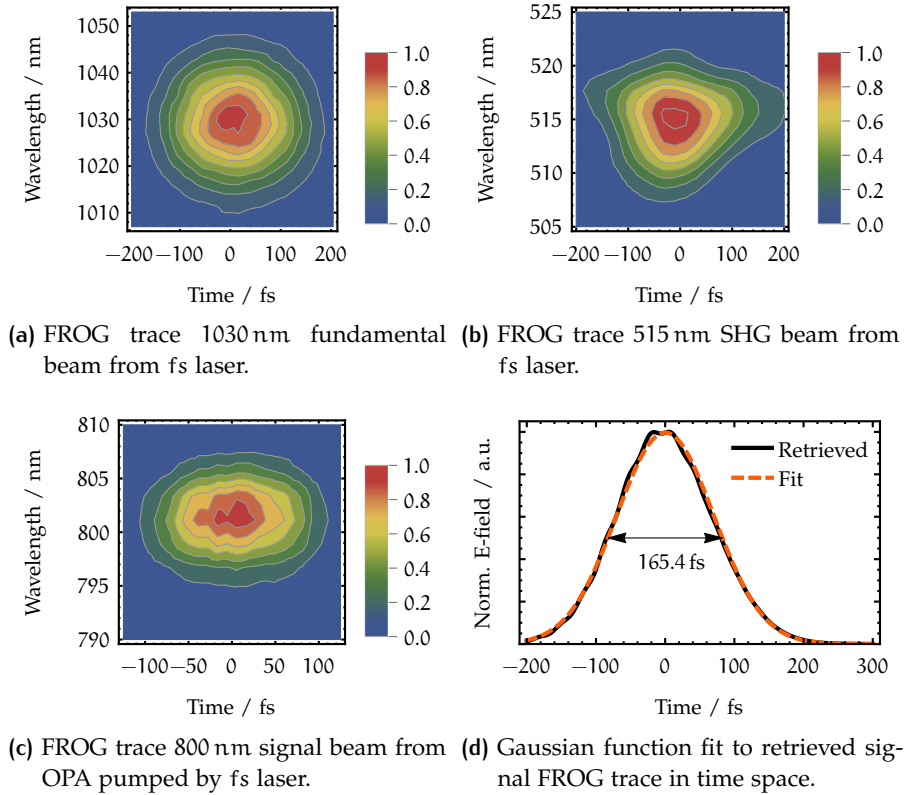 1050
1040
1030
1020
1010
Wavelength / nm
−200 −100 0 100 200
Time / fs
1.0
0.8
0.6
0.4
0.2
0.0
(a) FROG trace 1030 nm fundamental
beam from fs laser.
525
520
515
510
505
Wavelength / nm
−200 −100 0 100 200
Time / fs
1.0
0.8
0.6
0.4
0.2
0.0
(b) FROG trace 515 nm SHG beam from
fs laser.
810
805
800
795
790
Wavelength / nm
−100 −50 0 50 100
Time / fs
1.0
0.8
0.6
0.4
0.2
0.0
(c) FROG trace 800 nm signal beam from
OPA pumped by fs laser.
Norm. E-field / a.u.
Retrieved
Fit
165.4 fs
−200 −100 0 100 200 300
Time / fs
(d) Gaussian function fit to retrieved sig-
nal FROG trace in time space.